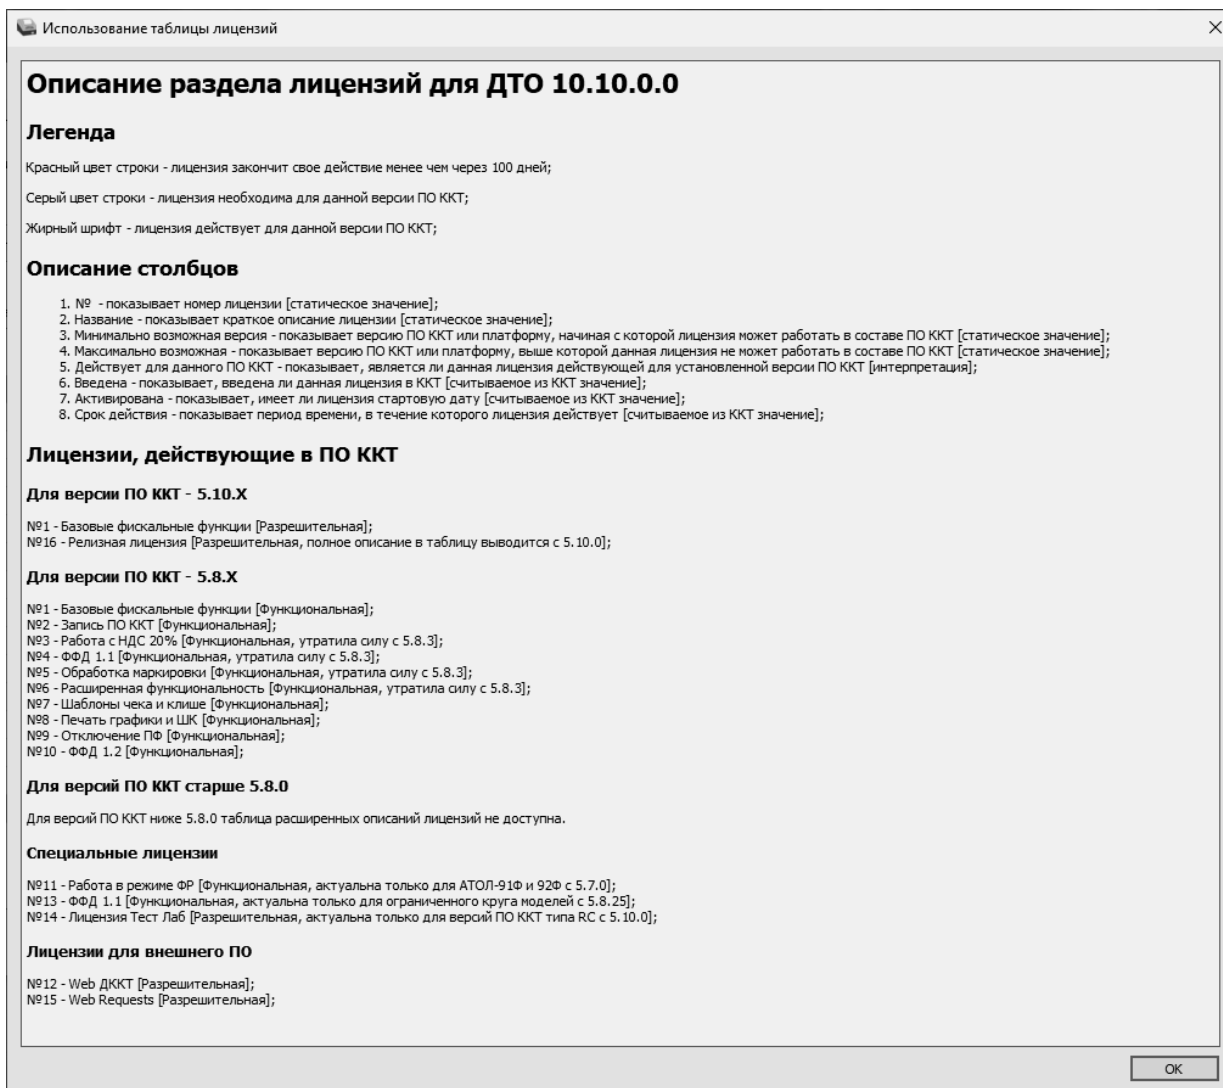 Использование таблицы лицензий
Описание раздела лицензий для ДТО 10.10.0.0
Легенда
Красный цвет строки - лицензия закончит свое действие менее чем через 100 дней;
Серый цвет строки - лицензия необходима для данной версии ПО ККТ;
Жирный шрифт - лицензия действует для данной версии ПО ККТ;
Описание столбцов
1. № - показывает номер лицензии [статическое значение];
2. Название - показывает краткое описание лицензии [статическое значение];
3. Минимально возможная версия - показывает версию ПО ККТ или платформу, начиная с которой лицензия может работать в составе ПО ККТ [статическое значение];
4. Максимально возможная - показывает версию ПО ККТ или платформу, выше которой данная лицензия не может работать в составе ПО ККТ [статическое значение];
5. Действует для данного ПО ККТ - показывает, является ли данная лицензия действующей для установленной версии ПО ККТ [интерпретация];
6. Введена - показывает, введена ли данная лицензия в ККТ [считываемое из ККТ значение];
7. Активирована - показывает, имеет ли лицензия стартовую дату [считываемое из ККТ значение];
8. Срок действия - показывает период времени, в течение которого лицензия действует [считываемое из ККТ значение];
Лицензии, действующие в ПО ККТ
Для версии ПО ККТ - 5.10.X
№1 - Базовые фискальные функции [Разрешительная];
№16 - Релизная лицензия [Разрешительная, полное описание в таблицу выводится с 5.10.0];
Для версии ПО ККТ - 5.8.X
№1 - Базовые фискальные функции [Функциональная];
№2 - Запись ПО ККТ [Функциональная];
№3 - Работа с НДС 20% [Функциональная, утратила силу с 5.8.3];
№4 - ФФД 1.1 [Функциональная, утратила силу с 5.8.3];
№5 - Обработка маркировки [Функциональная, утратила силу с 5.8.3];
№6 - Расширенная функциональность [Функциональная, утратила силу с 5.8.3];
№7 - Шаблоны чека и клише [Функциональная];
№8 - Печать графики и ШК [Функциональная];
№9 - Отключение ПФ [Функциональная];
№10 - ФФД 1.2 [Функциональная];
Для версий ПО ККТ старше 5.8.0
Для версий ПО ККТ ниже 5.8.0 таблица расширенных описаний лицензий не доступна.
Специальные лицензии
№11 - Работа в режиме ФР [Функциональная, актуальна только для АТОЛ-91Ф и 92Ф с 5.7.0];
№13 - ФФД 1.1 [Функциональная, актуальна только для ограниченного круга моделей с 5.8.25];
№14 - Лицензия Тест Лаб [Разрешительная, актуальна только для версий ПО ККТ типа RC с 5.10.0];
Лицензии для внешнего ПО
№12 - Web ДККТ [Разрешительная];
№15 - Web Requests [Разрешительная];
OK